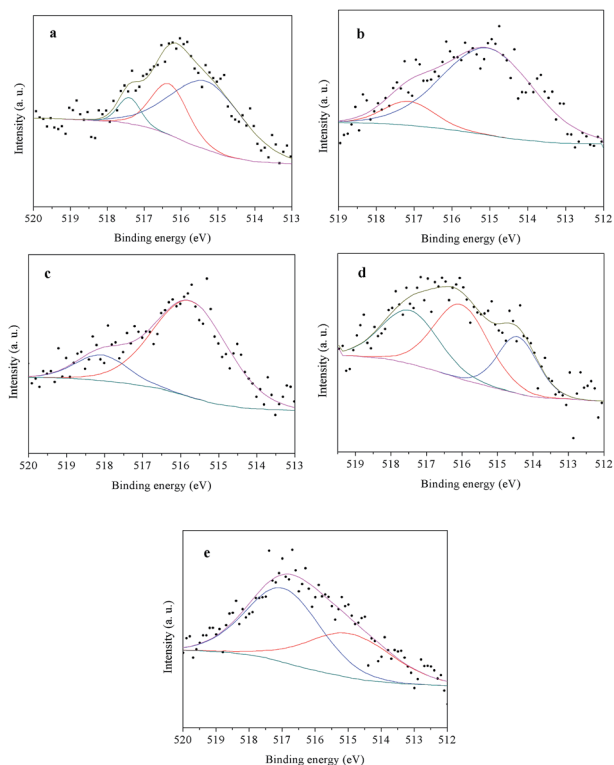 a
Intensity (a. u.)
520 519 518 517 516 515 514 513
Binding energy (eV)
b
Intensity (a. u.)
519 518 517 516 515 514 513 512
Binding energy (eV)
c
Intensity (a. u.)
520 519 518 517 516 515 514 513
Binding energy (eV)
d
Intensity (a. u.)
519 518 517 516 515 514 513 512
Binding energy (eV)
e
Intensity (a. u.)
520 519 518 517 516 515 514 513 512
Binding energy (eV)